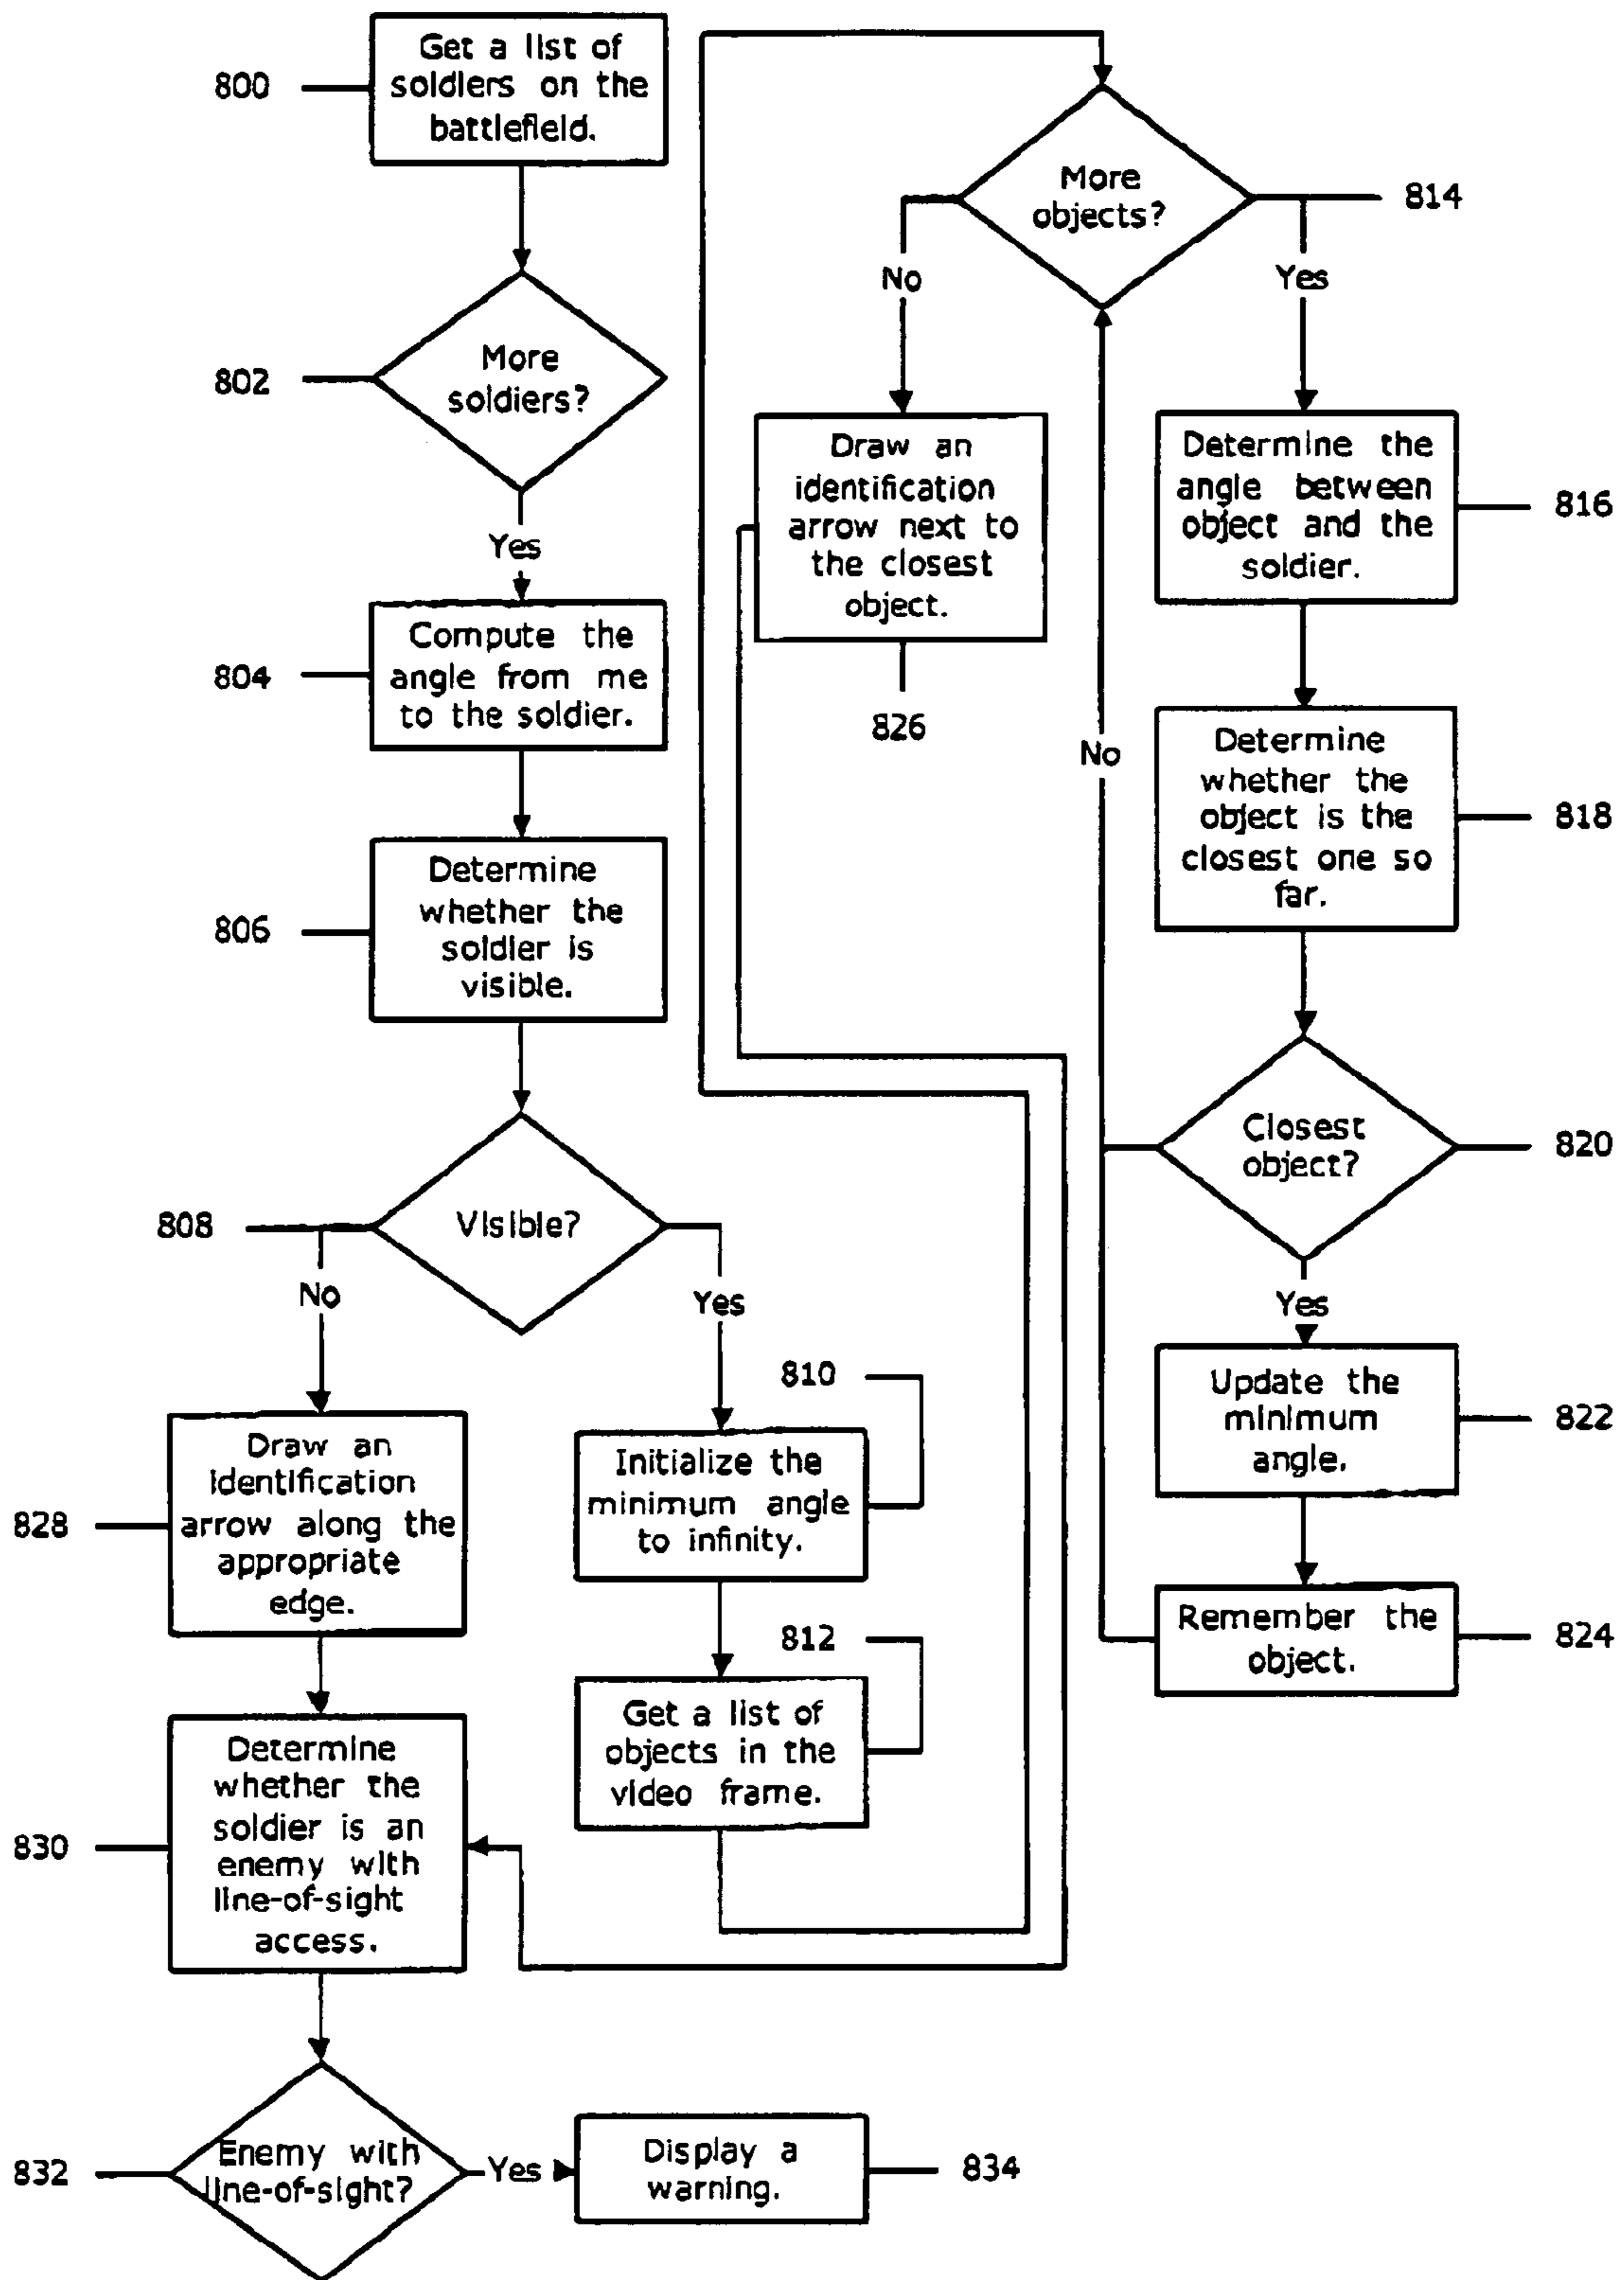 800
Get a list of
soldiers on the
battlefield.
802
More
soldiers?
Yes
804
Compute the
angle from me
to the soldier.
806
Determine
whether the
soldier is
visible.
808
Visible?
No
Yes
828
Draw an
identification
arrow along the
appropriate
edge.
810
Initialize the
minimum angle
to infinity.
812
Get a list of
objects in the
video frame.
830
Determine
whether the
soldier is an
enemy with
line-of-sight
access.
832
Enemy with
line-of-sight?
Yes
Display a
warning.
834
More
objects?
814
No
Yes
Draw an
identification
arrow next to
the closest
object.
826
Determine the
angle between
object and the
soldier.
816
Determine
whether the
object is the
closest one so
far.
818
No
Closest
object?
820
Yes
Update the
minimum
angle.
822
Remember the
object.
824